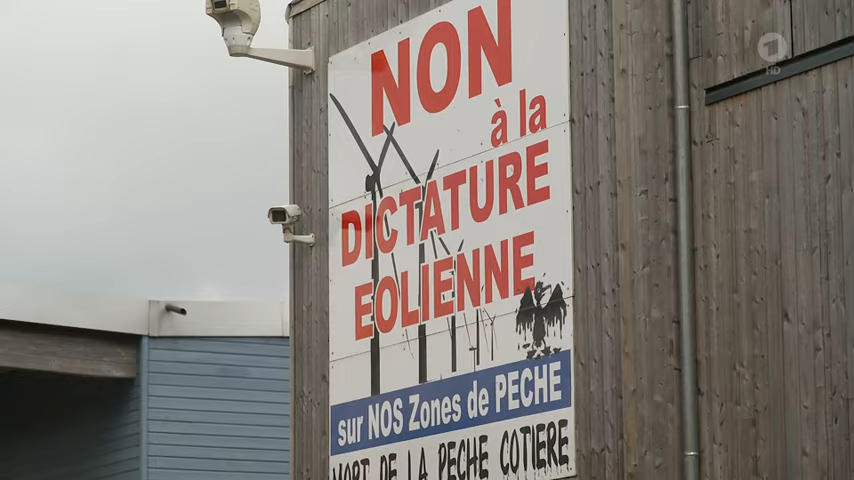 NON
à la
DICTATURE
EOLIENNE
sur NOS Zones de PECHE
MORT DE LA PECHE COTIERE
1
HD